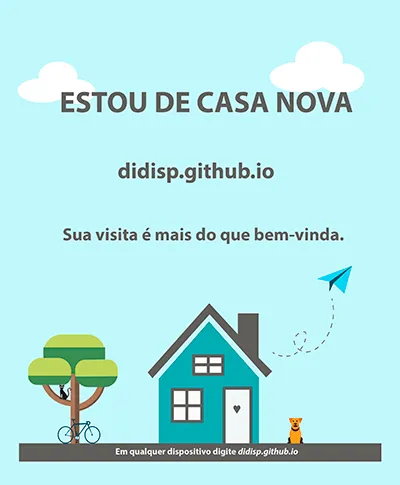 ESTOU DE CASA NOVA
didisp.github.io
Sua visita é mais do que bem-vinda.
Em qualquer dispositivo digite didisp.github.io